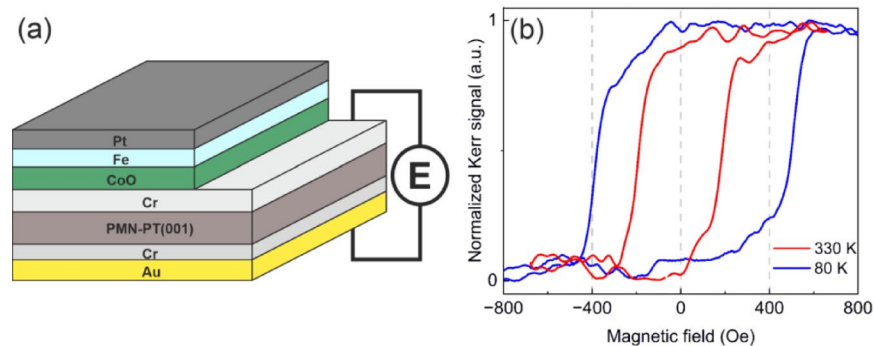 (a)
Pt
Fe
CoO
Cr
PMN-PT(001)
Cr
Au
E
(b)
Normalized Kerr signal (a.u.)
1
0
330 K
80 K
−800 −400 0 400 800
Magnetic field (Oe)